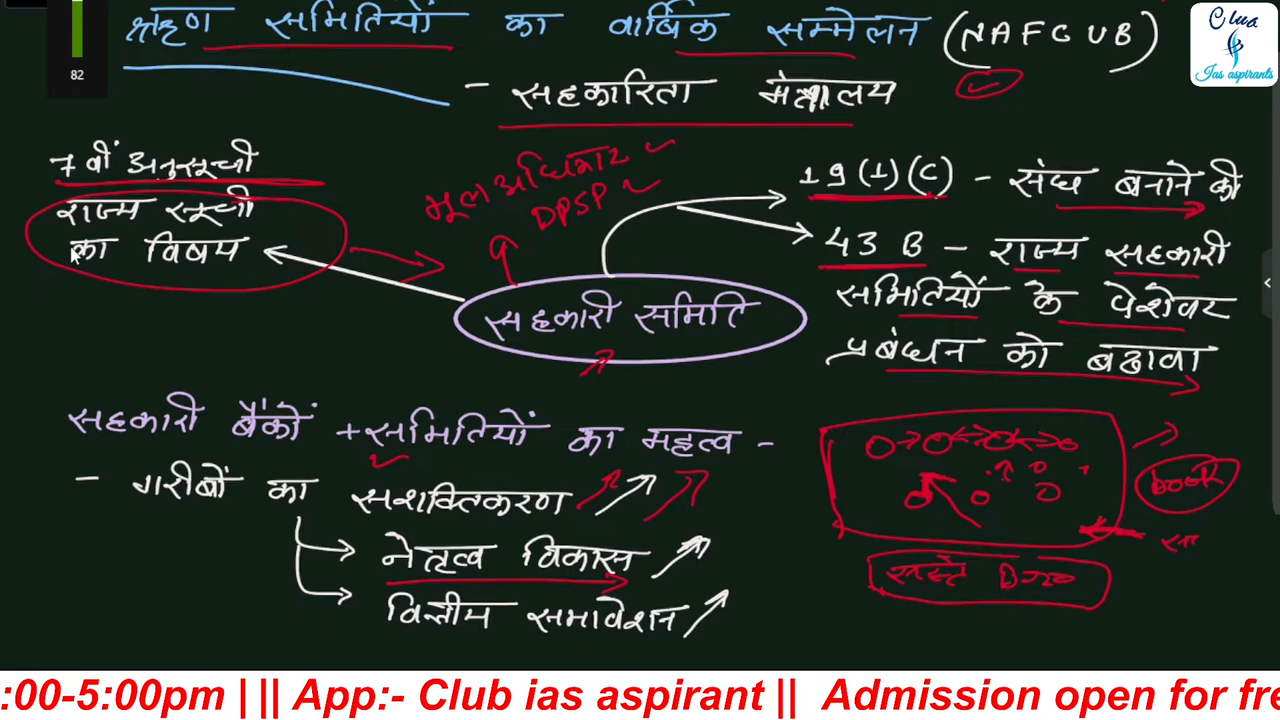 ऋण समितियों का वार्षिक सम्मेलन (NAFCUB)
- सहकारिता मंत्रालय
Club
Ias aspirants
82
7 वीं अनुसूची
राज्य सूची
का विषय
मूल अधिकार
DPSP
19 (1) (C) - संघ बनाने की
43 B - राज्य सहकारी
समितियों के पेशेवर
प्रबंधन को बढावा
सहकारी समिति
सहकारी बैंकों + समितियों का महत्व -
- गरीबों का सशक्तिकरण
नेतृत्व विकास
वित्तीय समावेशन
book
:00-5:00pm | || App:- Club ias aspirant || Admission open for fre